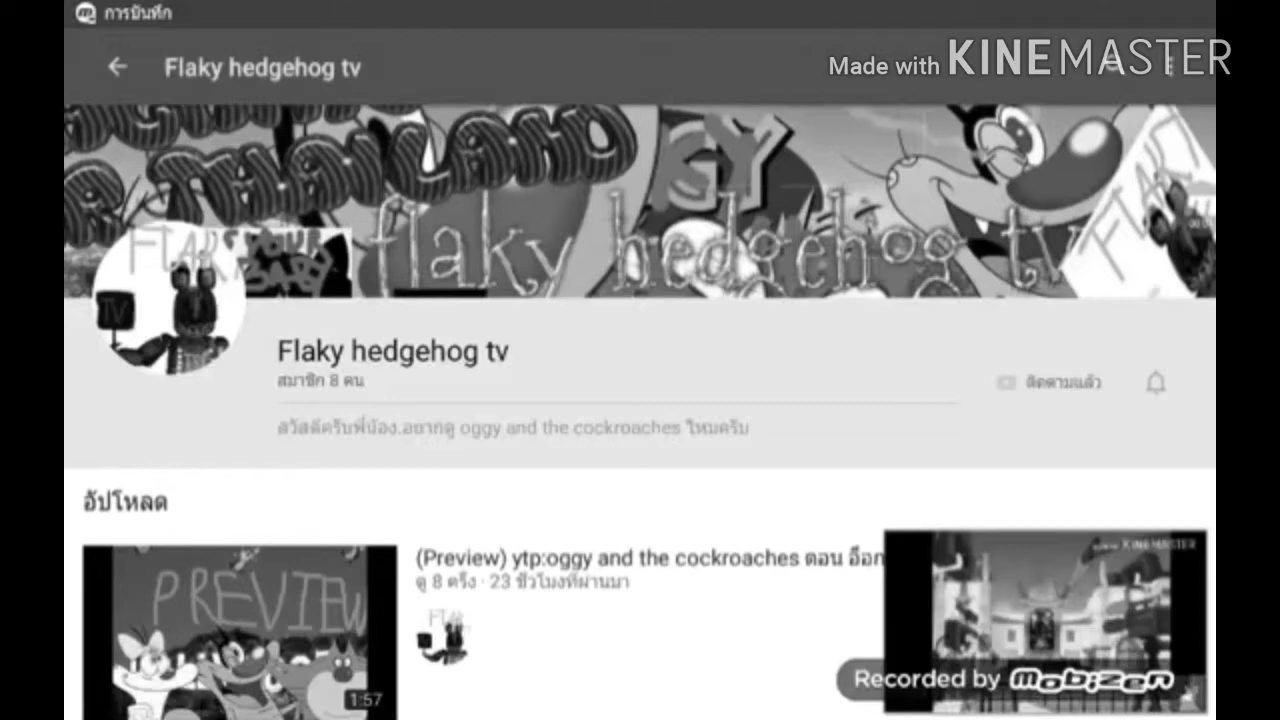 การบันทึก
Flaky hedgehog tv
Made with KINEMASTER
THAILAND
flaky hedgehog tv
TV
Flaky hedgehog tv
สมาชิก 8 คน
ติดตามแล้ว
สวัสดีครับพี่น้อง.อยากดู oggy and the cockroaches ไหมครับ
อัปโหลด
(Preview) ytp:oggy and the cockroaches ตอน อ็อก
ดู 8 ครั้ง · 23 ชั่วโมงที่ผ่านมา
PREVIEW
1:57
KINEMASTER
Recorded by mobizen